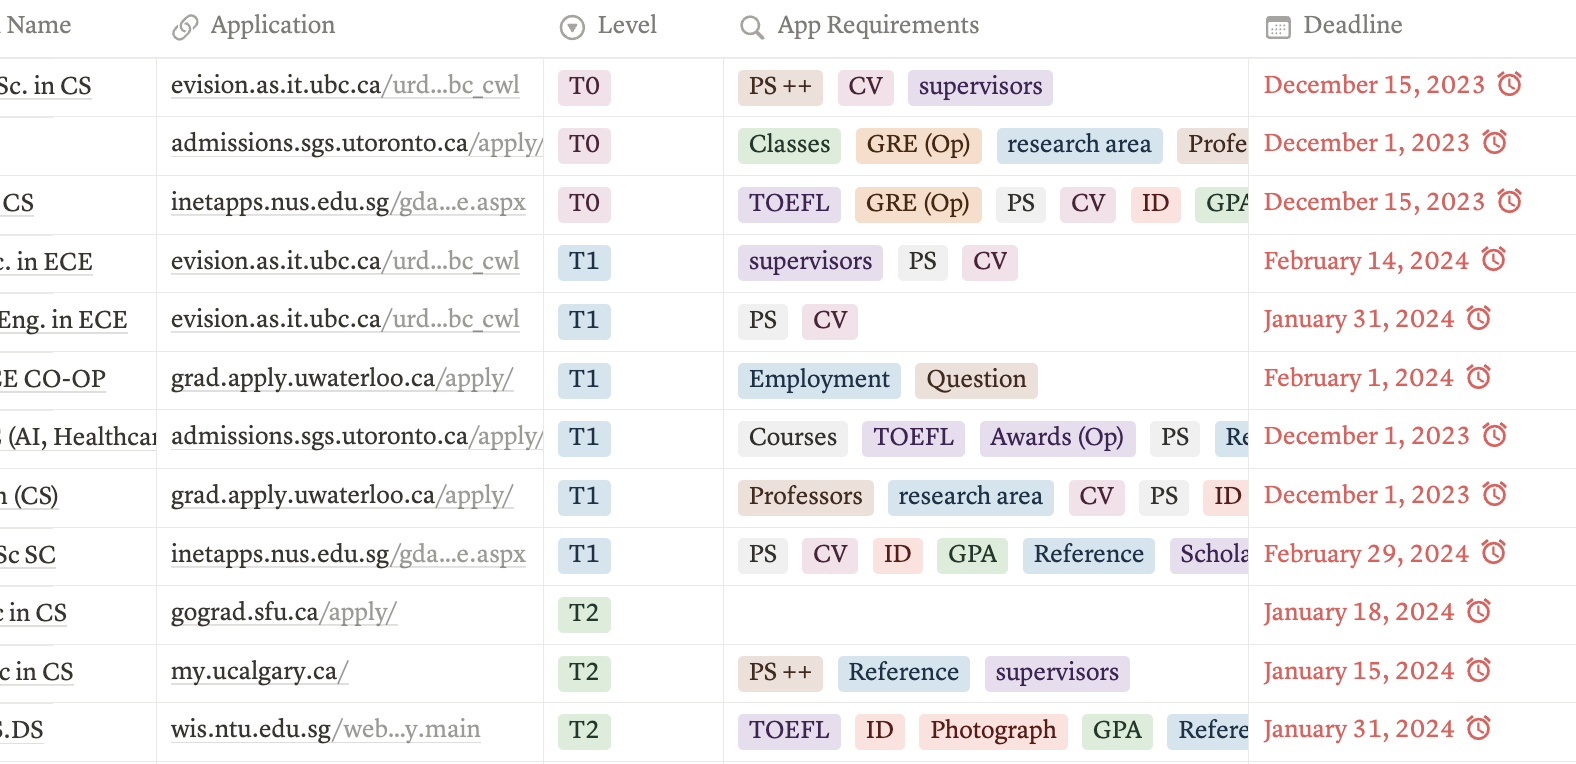 Name Application Level App Requirements Deadline
Sc. in CS evision.as.it.ubc.ca/urd...bc_cwl T0 PS ++ CV supervisors December 15, 2023
admissions.sgs.utoronto.ca/apply/ T0 Classes GRE (Op) research area Profe December 1, 2023
CS inetapps.nus.edu.sg/gda...e.aspx T0 TOEFL GRE (Op) PS CV ID GPA December 15, 2023
c. in ECE evision.as.it.ubc.ca/urd...bc_cwl T1 supervisors PS CV February 14, 2024
Eng. in ECE evision.as.it.ubc.ca/urd...bc_cwl T1 PS CV January 31, 2024
CE CO-OP grad.apply.uwaterloo.ca/apply/ T1 Employment Question February 1, 2024
(AI, Healthcar admissions.sgs.utoronto.ca/apply/ T1 Courses TOEFL Awards (Op) PS Re December 1, 2023
n (CS) grad.apply.uwaterloo.ca/apply/ T1 Professors research area CV PS ID December 1, 2023
Sc SC inetapps.nus.edu.sg/gda...e.aspx T1 PS CV ID GPA Reference Schola February 29, 2024
c in CS gograd.sfu.ca/apply/ T2 January 18, 2024
c in CS my.ucalgary.ca/ T2 PS ++ Reference supervisors January 15, 2024
S.DS wis.ntu.edu.sg/web...y.main T2 TOEFL ID Photograph GPA Refere January 31, 2024